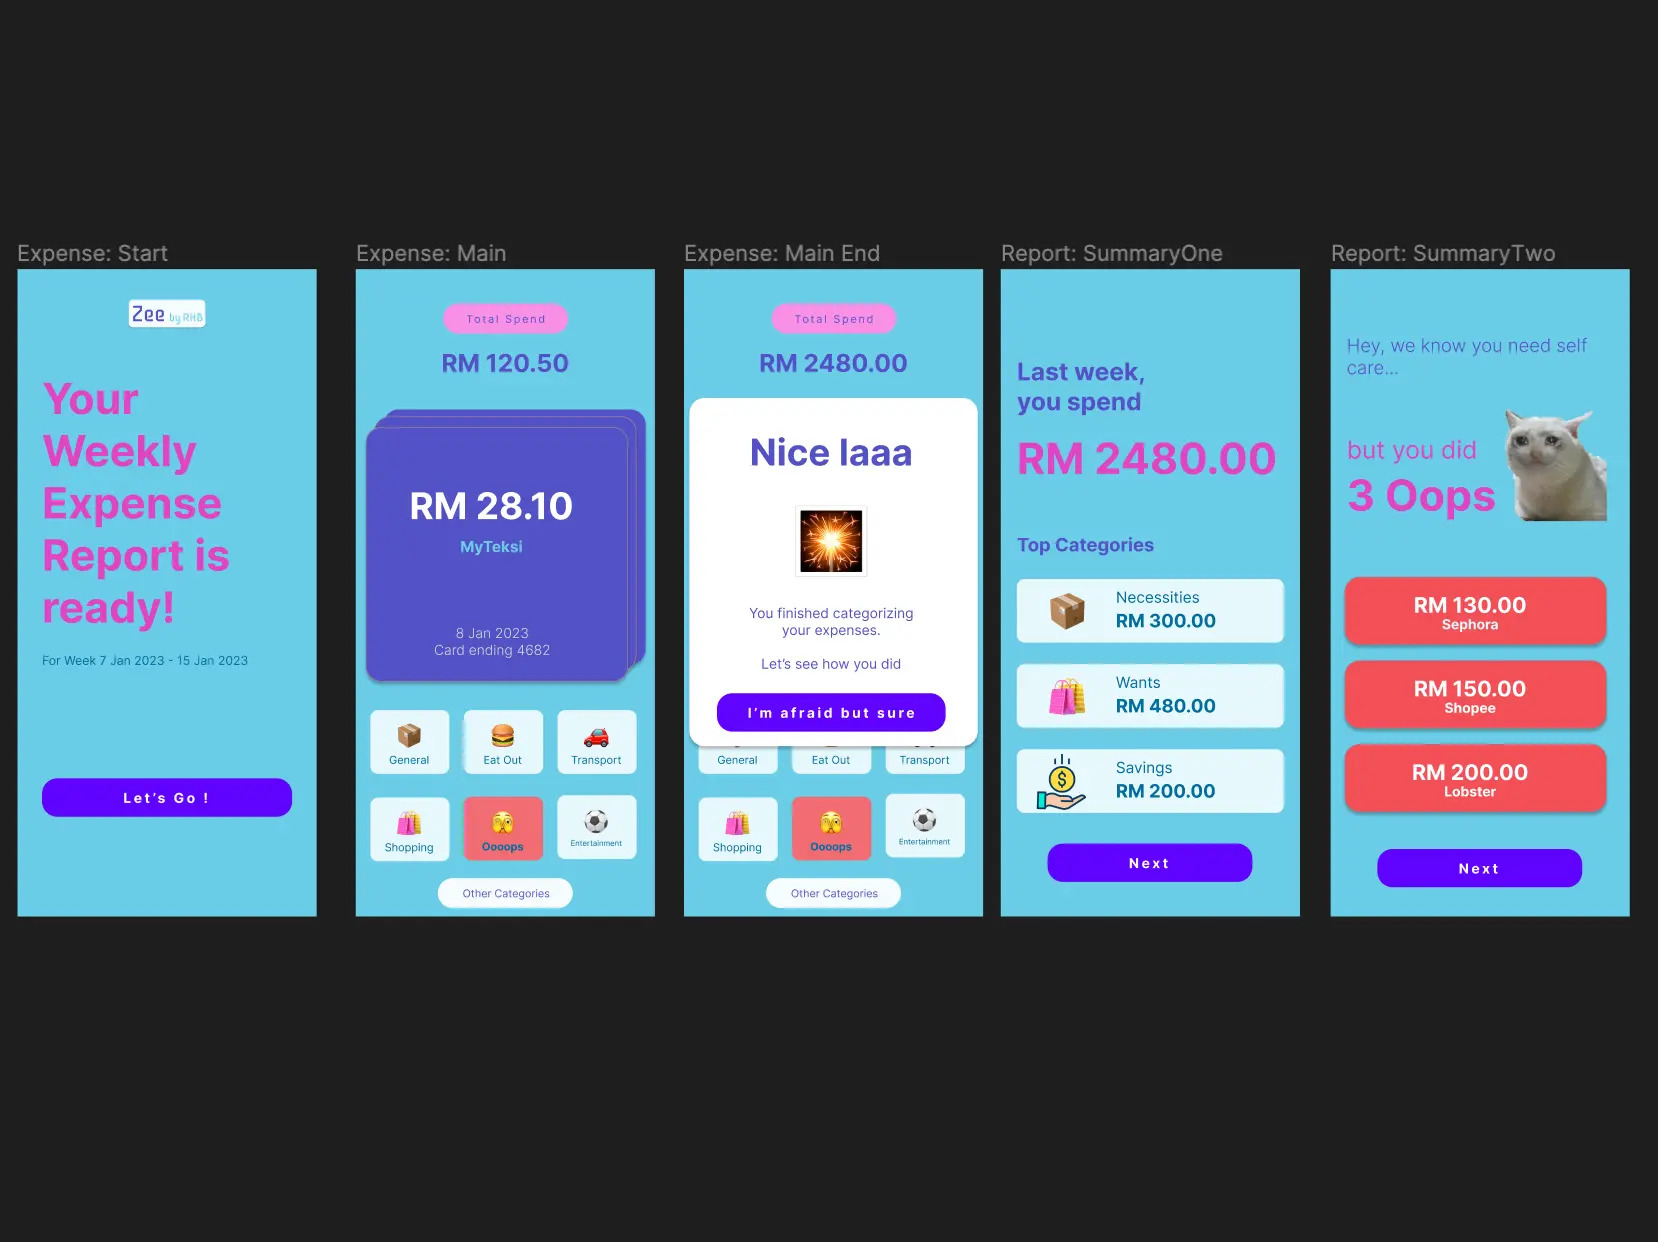 Expense: Start
Zee by RHB
Your
Weekly
Expense
Report is
ready!
For Week 7 Jan 2023 - 15 Jan 2023
Let's Go !
Expense: Main
Total Spend
RM 120.50
RM 28.10
MyTeksi
8 Jan 2023
Card ending 4682
General
Eat Out
Transport
Shopping
Oooops
Entertainment
Other Categories
Expense: Main End
Total Spend
RM 2480.00
Nice laaa
You finished categorizing
your expenses.
Let's see how you did
I'm afraid but sure
General
Eat Out
Transport
Shopping
Oooops
Entertainment
Other Categories
Report: SummaryOne
Last week,
you spend
RM 2480.00
Top Categories
Necessities
RM 300.00
Wants
RM 480.00
Savings
RM 200.00
Next
Report: SummaryTwo
Hey, we know you need self
care...
but you did
3 Oops
RM 130.00
Sephora
RM 150.00
Shopee
RM 200.00
Lobster
Next